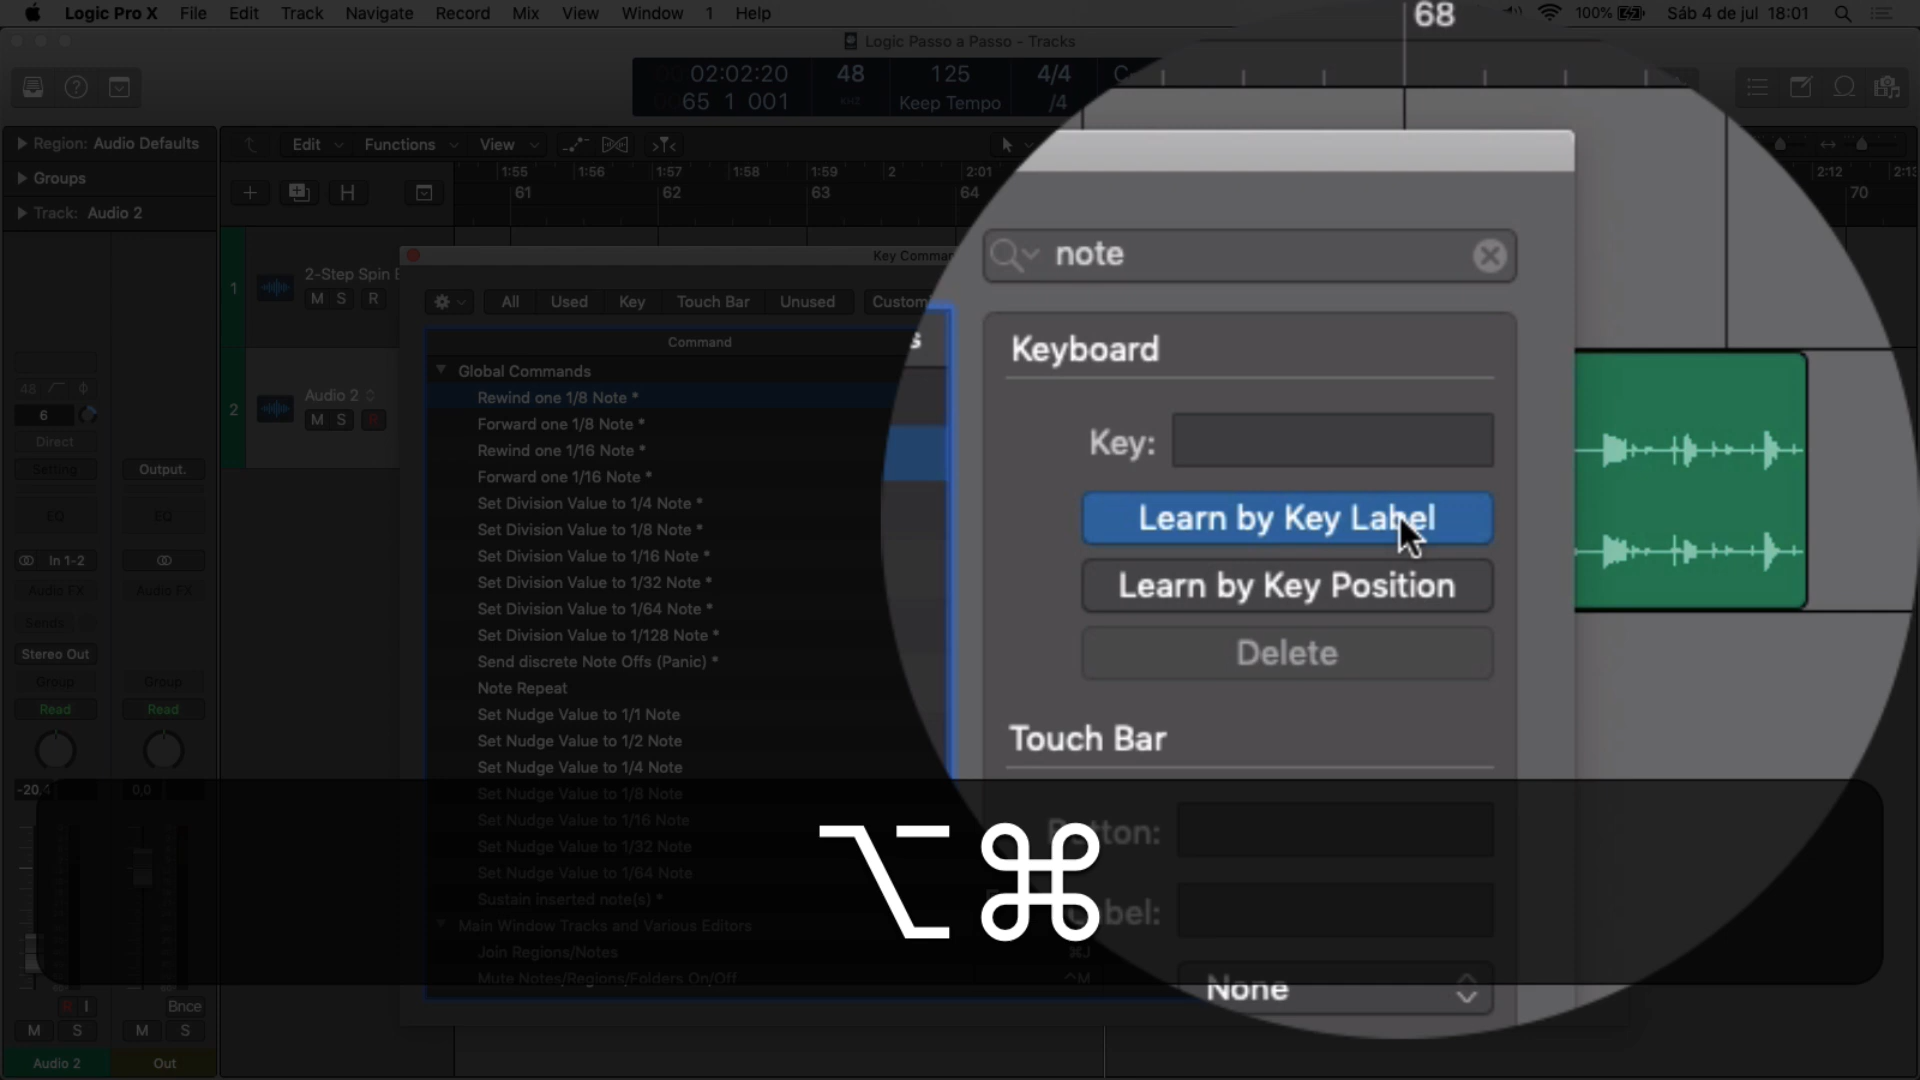 Logic Pro X File Edit Track Navigate Record Mix View Window 1 Help 100% Sáb 4 de jul 18:01
Logic Passo a Passo - Tracks
02:02:20 48 125 4/4
65 1 001 KHZ Keep Tempo /4
68
Region: Audio Defaults
Groups
Track: Audio 2
Edit Functions View
1:55 1:56 1:57 1:58 1:59 2 2:01 2:12
61 62 63 64 70
H
1
2-Step Spin
M S R
2
Audio 2
M S R
48
6
Direct
Setting
Output.
EQ EQ
In 1-2
Audio FX Audio FX
Sends
Stereo Out
Group Group
Read Read
-20,4 0,0
R I Bnce
M S M S
Audio 2 Out
All Used Key Touch Bar Unused
Command
Global Commands
Rewind one 1/8 Note *
Forward one 1/8 Note *
Rewind one 1/16 Note *
Forward one 1/16 Note *
Set Division Value to 1/4 Note *
Set Division Value to 1/8 Note *
Set Division Value to 1/16 Note *
Set Division Value to 1/32 Note *
Set Division Value to 1/64 Note *
Set Division Value to 1/128 Note *
Send discrete Note Offs (Panic) *
Note Repeat
Set Nudge Value to 1/1 Note
Set Nudge Value to 1/2 Note
Set Nudge Value to 1/4 Note
Set Nudge Value to 1/8 Note
Set Nudge Value to 1/16 Note
Set Nudge Value to 1/32 Note
Set Nudge Value to 1/64 Note
Sustain inserted note(s) *
Main Window Tracks and Various Editors
Join Regions/Notes ⌘J
Mute Notes/Regions/Folders On/Off ^M
note
Keyboard
Key:
Learn by Key Label
Learn by Key Position
Delete
Touch Bar
None
⌥⌘